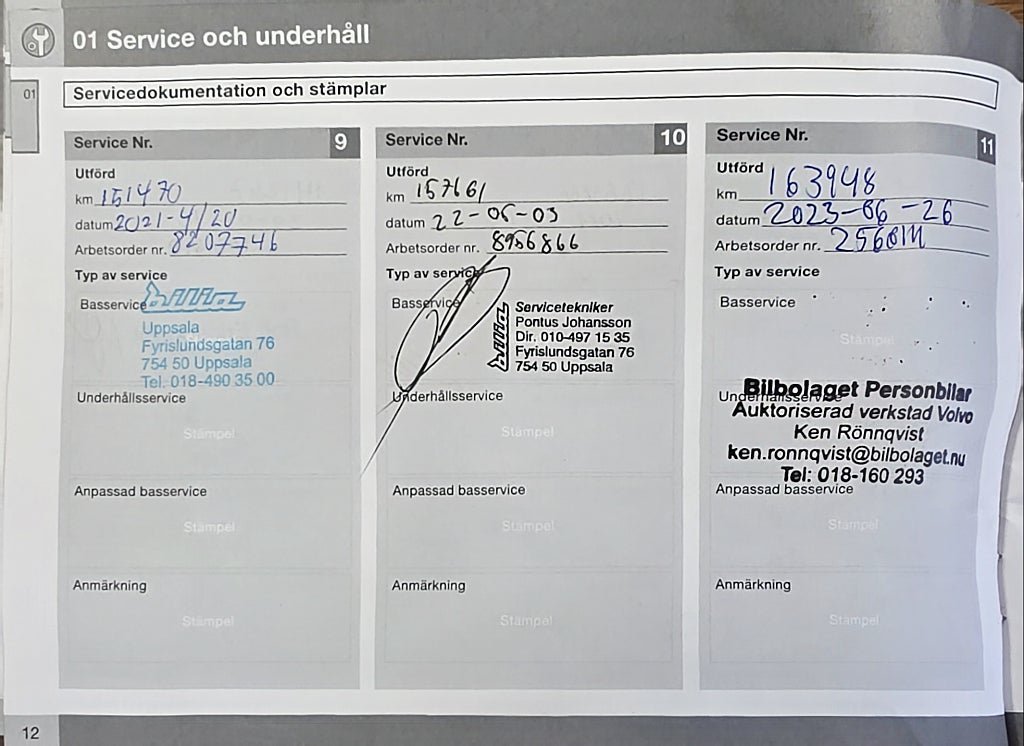 01 Service och underhåll
01
Servicedokumentation och stämplar
Service Nr. 9
Utförd
km 151470
datum 2021-4/20
Arbetsorder nr. 8207746
Typ av service
Basservice
bilia
Uppsala
Fyrislundsgatan 76
754 50 Uppsala
Tel. 018-490 35 00
Underhållsservice
Stämpel
Anpassad basservice
Stämpel
Anmärkning
Stämpel
Service Nr. 10
Utförd
km 157661
datum 22-05-03
Arbetsorder nr. 8956866
Typ av service
Basservice
bilia
Servicetekniker
Pontus Johansson
Dir. 010-497 15 35
Fyrislundsgatan 76
754 50 Uppsala
Underhållsservice
Stämpel
Anpassad basservice
Stämpel
Anmärkning
Stämpel
Service Nr. 11
Utförd
km 163948
datum 2023-06-26
Arbetsorder nr.
Typ av service
Basservice
Stämpel
Underhållsservice
Bilbolaget Personbilar
Auktoriserad verkstad Volvo
Ken Rönnqvist
ken.ronnqvist@bilbolaget.nu
Tel: 018-160 293
Anpassad basservice
Stämpel
Anmärkning
Stämpel
12